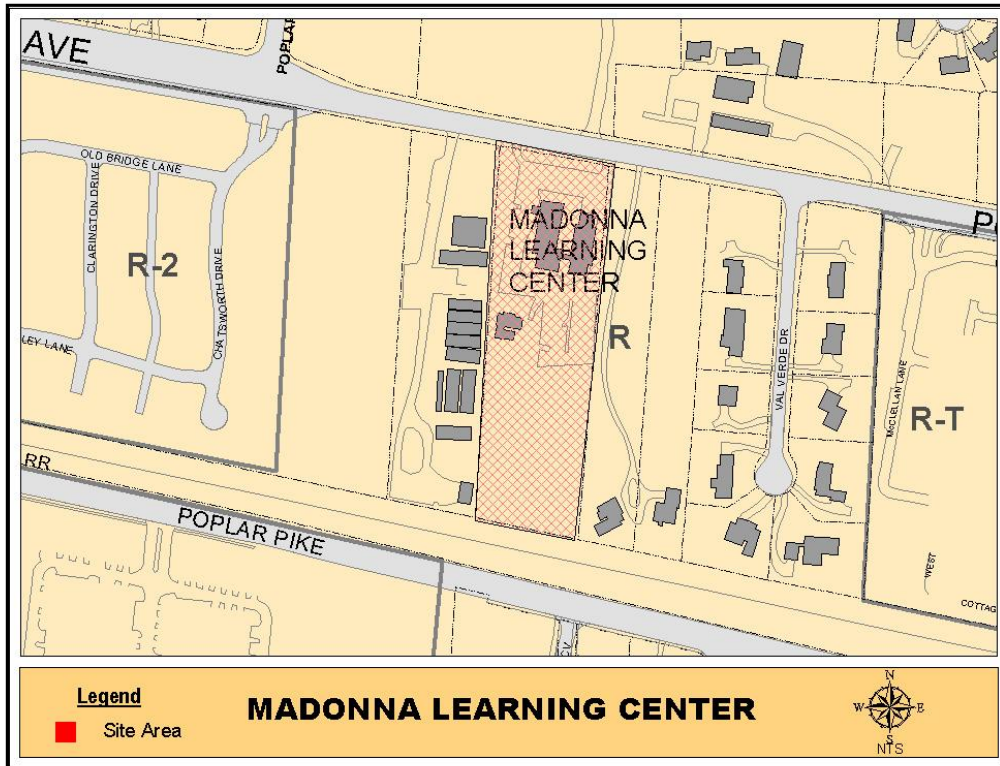 AVE
POPLAR
OLD BRIDGE LANE
CLARINGTON DRIVE
R-2
CHATSWORTH DRIVE
LEY LANE
MADONNA
LEARNING
CENTER
R
VAL VERDE DR
P
McCLELLAN LANE
R-T
RR
POPLAR PIKE
WEST
COTTAG
CV
Legend
Site Area
MADONNA LEARNING CENTER
N
W
E
S
NTS